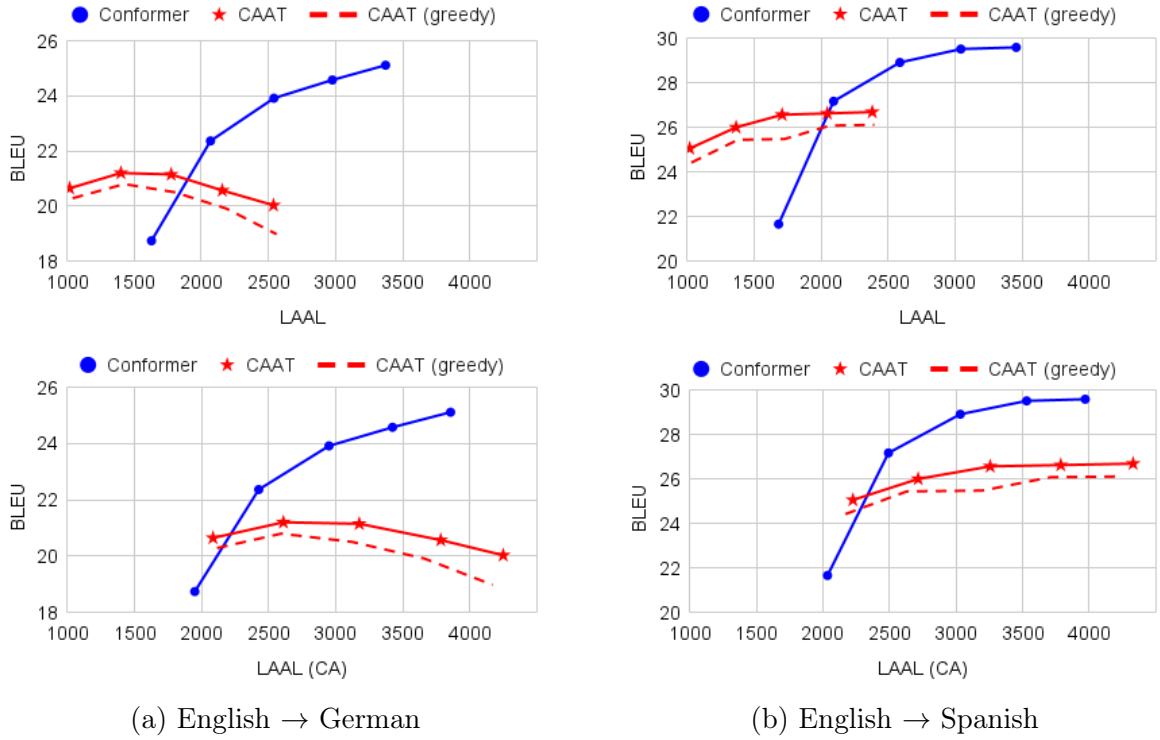 Conformer CAAT CAAT (greedy)
26
24
22
20
18
BLEU
1000 1500 2000 2500 3000 3500 4000
LAAL
Conformer CAAT CAAT (greedy)
30
28
26
24
22
20
BLEU
1000 1500 2000 2500 3000 3500 4000
LAAL
Conformer CAAT CAAT (greedy)
26
24
22
20
18
BLEU
1000 1500 2000 2500 3000 3500 4000
LAAL (CA)
Conformer CAAT CAAT (greedy)
30
28
26
24
22
20
BLEU
1000 1500 2000 2500 3000 3500 4000
LAAL (CA)
(a) English → German
(b) English → Spanish